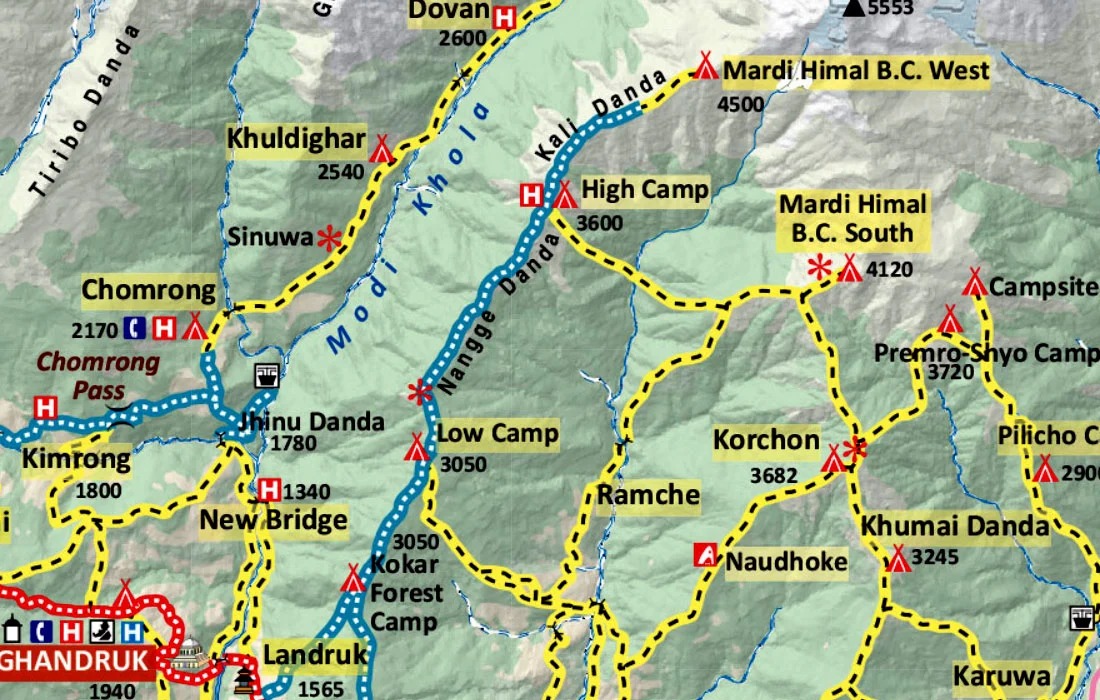 Dovan
2600
5553
Mardi Himal B.C. West
4500
Tiribo Danda
Kali Danda
Khuldighar
2540
Modi Khola
High Camp
3600
Mardi Himal
B.C. South
4120
Sinuwa
Nangge Danda
Chomrong
2170
Campsite
Chomrong
Pass
Premro-Shyo Camp
3720
Jhinu Danda
1780
Low Camp
3050
Korchon
3682
Pilicho C
2900
Kimrong
1800
1340
New Bridge
Ramche
3050
Kokar
Forest
Camp
Khumai Danda
3245
Naudhoke
GHANDRUK
1940
Landruk
1565
Karuwa